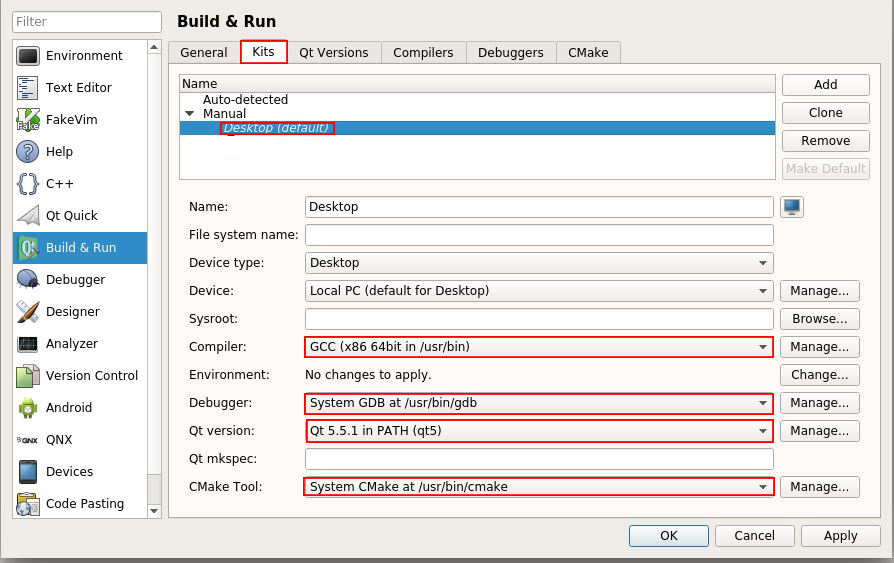 Filter
Build & Run
Environment
Text Editor
FakeVim
Help
C++
Qt Quick
Build & Run
Debugger
Designer
Analyzer
Version Control
Android
QNX
Devices
Code Pasting
General Kits Qt Versions Compilers Debuggers CMake
Name
Auto-detected
Manual
Desktop (default)
Add
Clone
Remove
Make Default
Name: Desktop
File system name:
Device type: Desktop
Device: Local PC (default for Desktop) Manage...
Sysroot: Browse...
Compiler: GCC (x86 64bit in /usr/bin) Manage...
Environment: No changes to apply. Change...
Debugger: System GDB at /usr/bin/gdb Manage...
Qt version: Qt 5.5.1 in PATH (qt5) Manage...
Qt mkspec:
CMake Tool: System CMake at /usr/bin/cmake Manage...
OK Cancel Apply